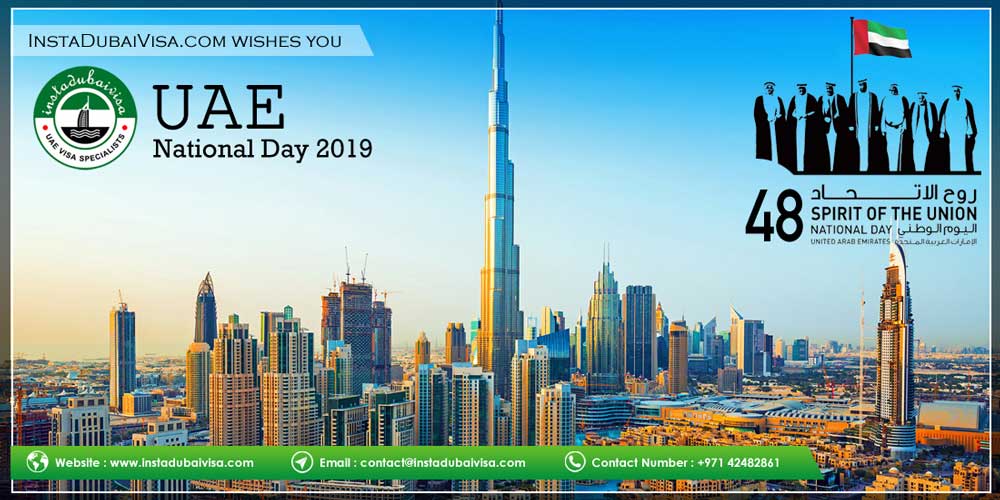 InstaDubaiVisa.com wishes you
instadubaivisa
UAE VISA SPECIALISTS
UAE
National Day 2019
48
روح الاتحاد
SPIRIT OF THE UNION
NATIONAL DAY اليوم الوطني
UNITED ARAB EMIRATES الإمارات العربية المتحدة
Website : www.instadubaivisa.com
Email : contact@instadubaivisa.com
Contact Number : +971 42482861